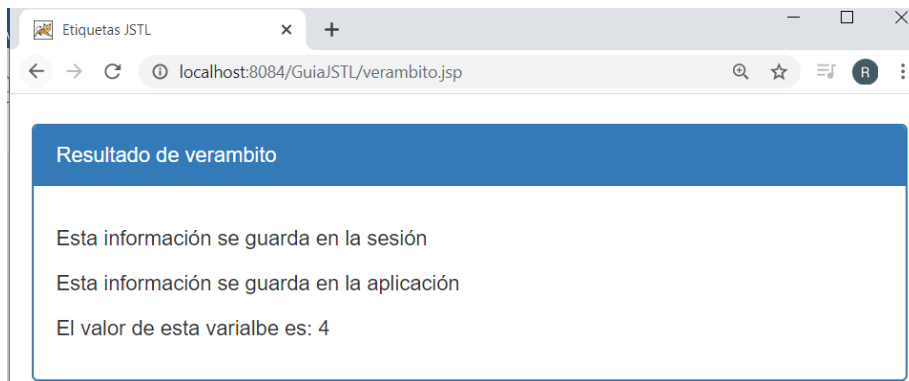 Etiquetas JSTL
localhost:8084/GuiaJSTL/verambito.jsp
R
Resultado de verambito
Esta información se guarda en la sesión
Esta información se guarda en la aplicación
El valor de esta varialbe es: 4